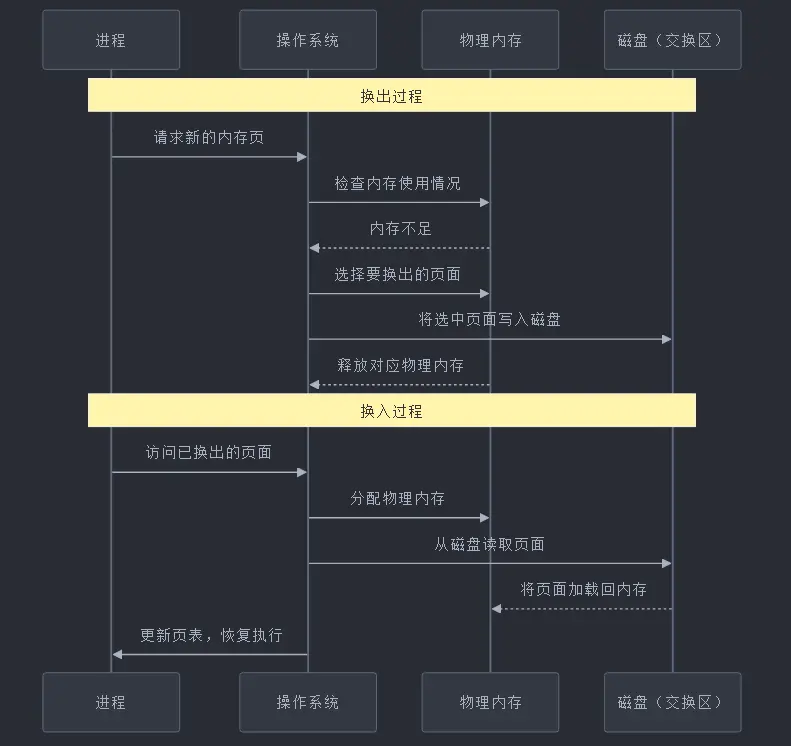 进程
操作系统
物理内存
磁盘（交换区）
换出过程
请求新的内存页
检查内存使用情况
内存不足
选择要换出的页面
将选中页面写入磁盘
释放对应物理内存
换入过程
访问已换出的页面
分配物理内存
从磁盘读取页面
将页面加载回内存
更新页表，恢复执行
进程
操作系统
物理内存
磁盘（交换区）